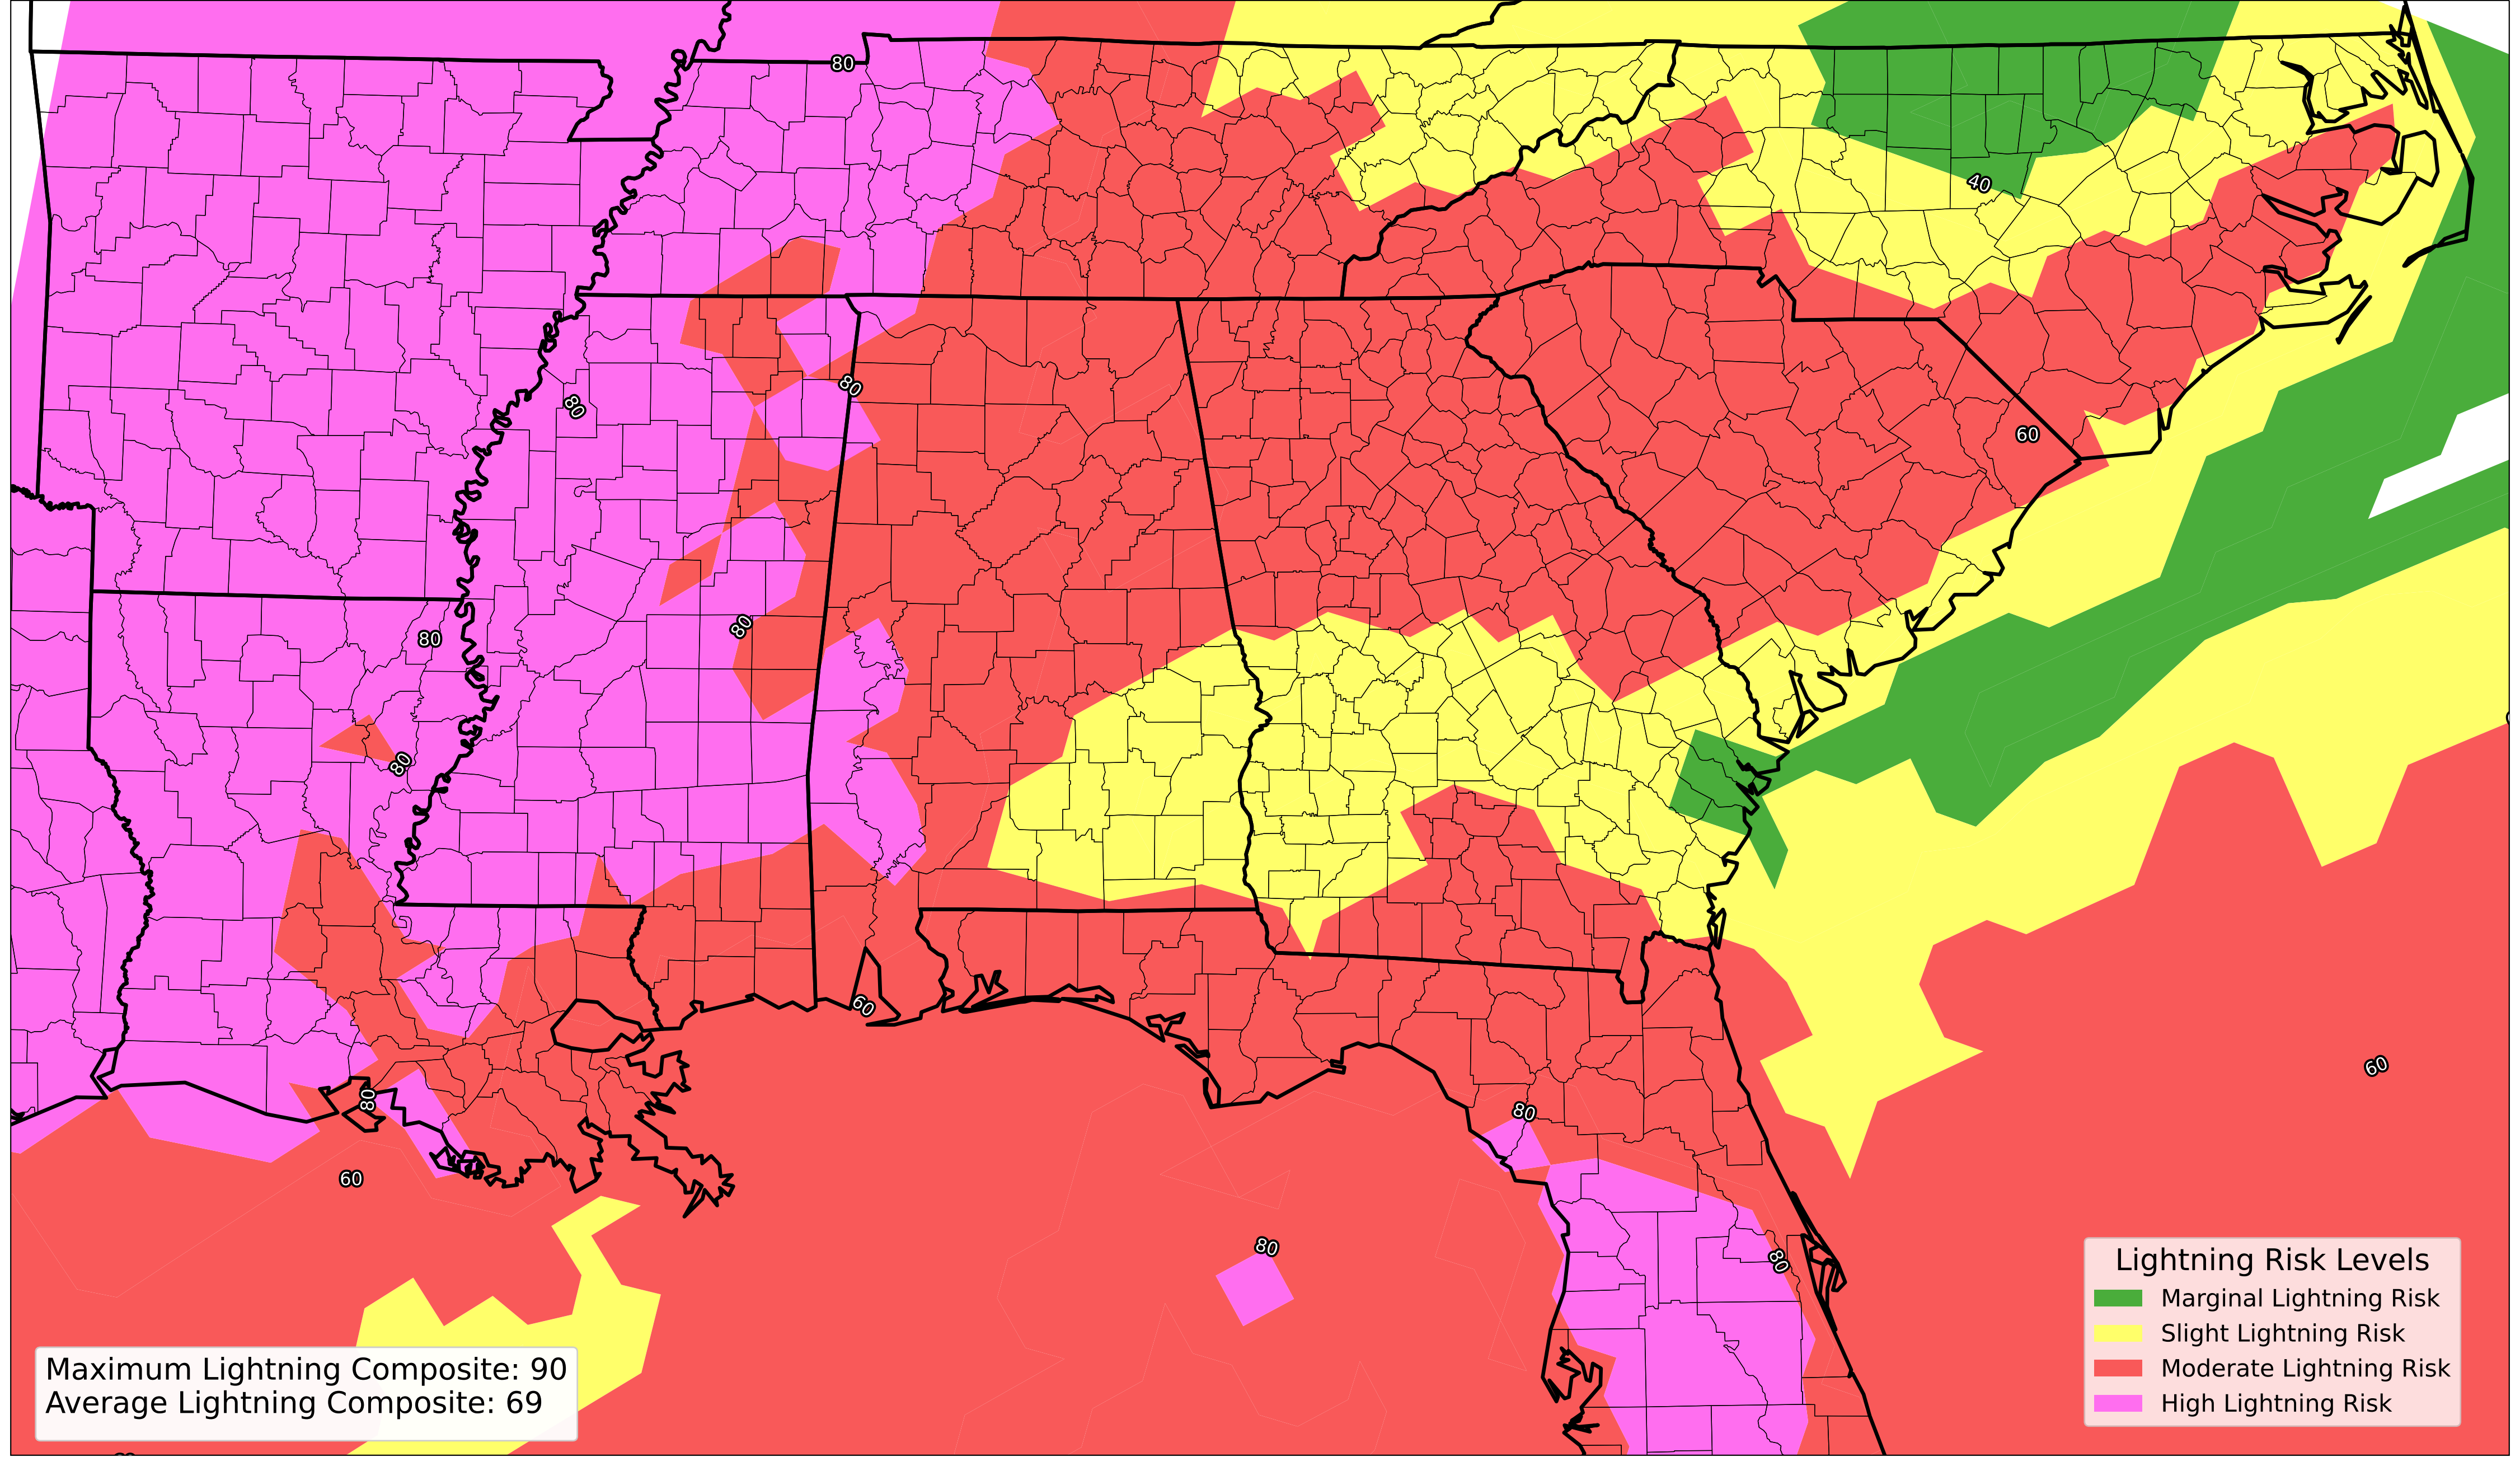 80
40
80
80
60
80
80
80
60
60
80
80
60
80
80
Lightning Risk Levels
Marginal Lightning Risk
Slight Lightning Risk
Moderate Lightning Risk
High Lightning Risk
Maximum Lightning Composite: 90
Average Lightning Composite: 69